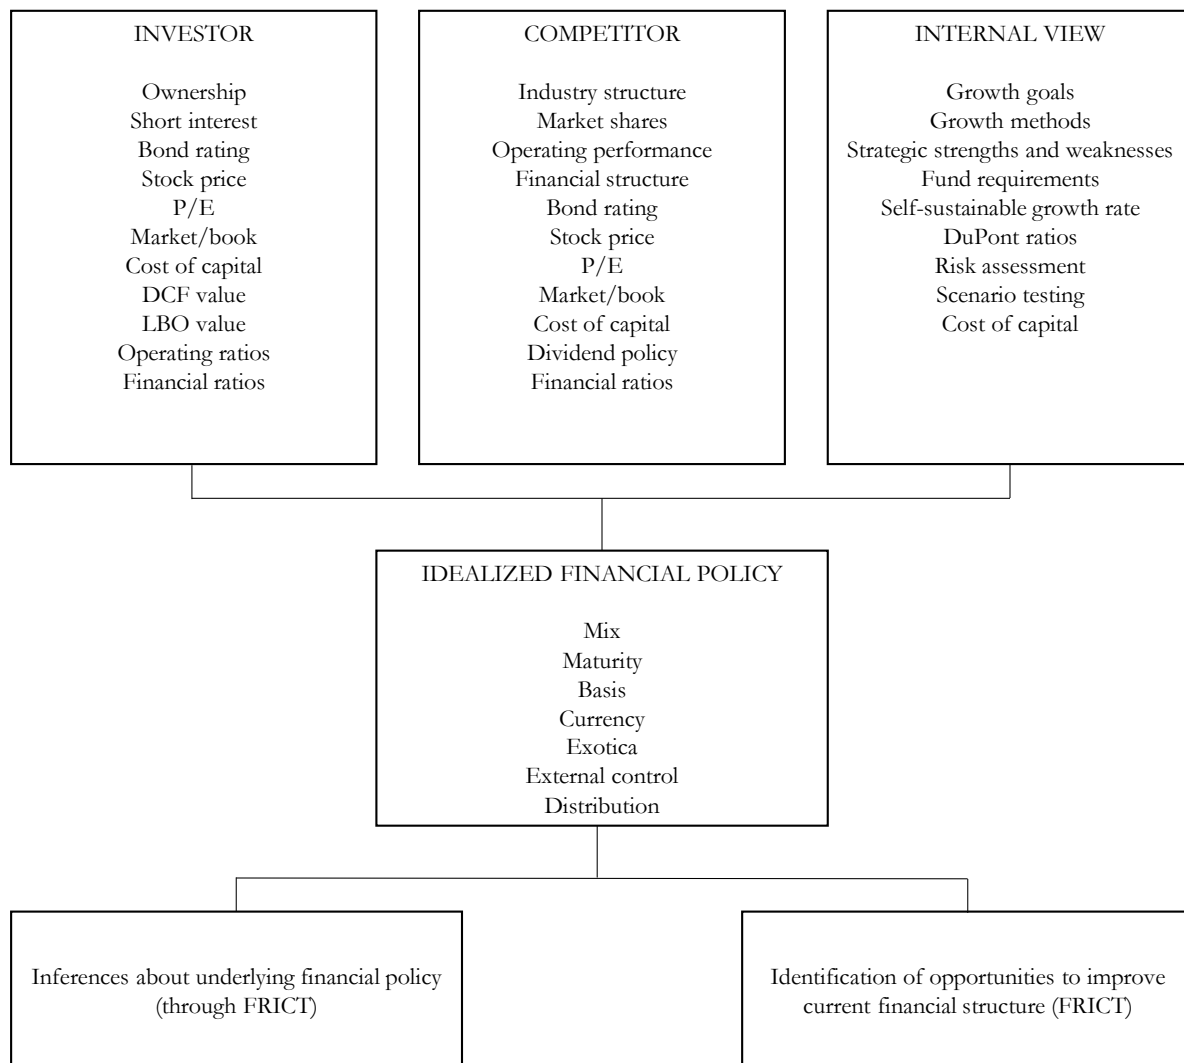 INVESTOR
Ownership
Short interest
Bond rating
Stock price
P/E
Market/book
Cost of capital
DCF value
LBO value
Operating ratios
Financial ratios
COMPETITOR
Industry structure
Market shares
Operating performance
Financial structure
Bond rating
Stock price
P/E
Market/book
Cost of capital
Dividend policy
Financial ratios
INTERNAL VIEW
Growth goals
Growth methods
Strategic strengths and weaknesses
Fund requirements
Self-sustainable growth rate
DuPont ratios
Risk assessment
Scenario testing
Cost of capital
IDEALIZED FINANCIAL POLICY
Mix
Maturity
Basis
Currency
Exotica
External control
Distribution
Inferences about underlying financial policy
(through FRICT)
Identification of opportunities to improve
current financial structure (FRICT)